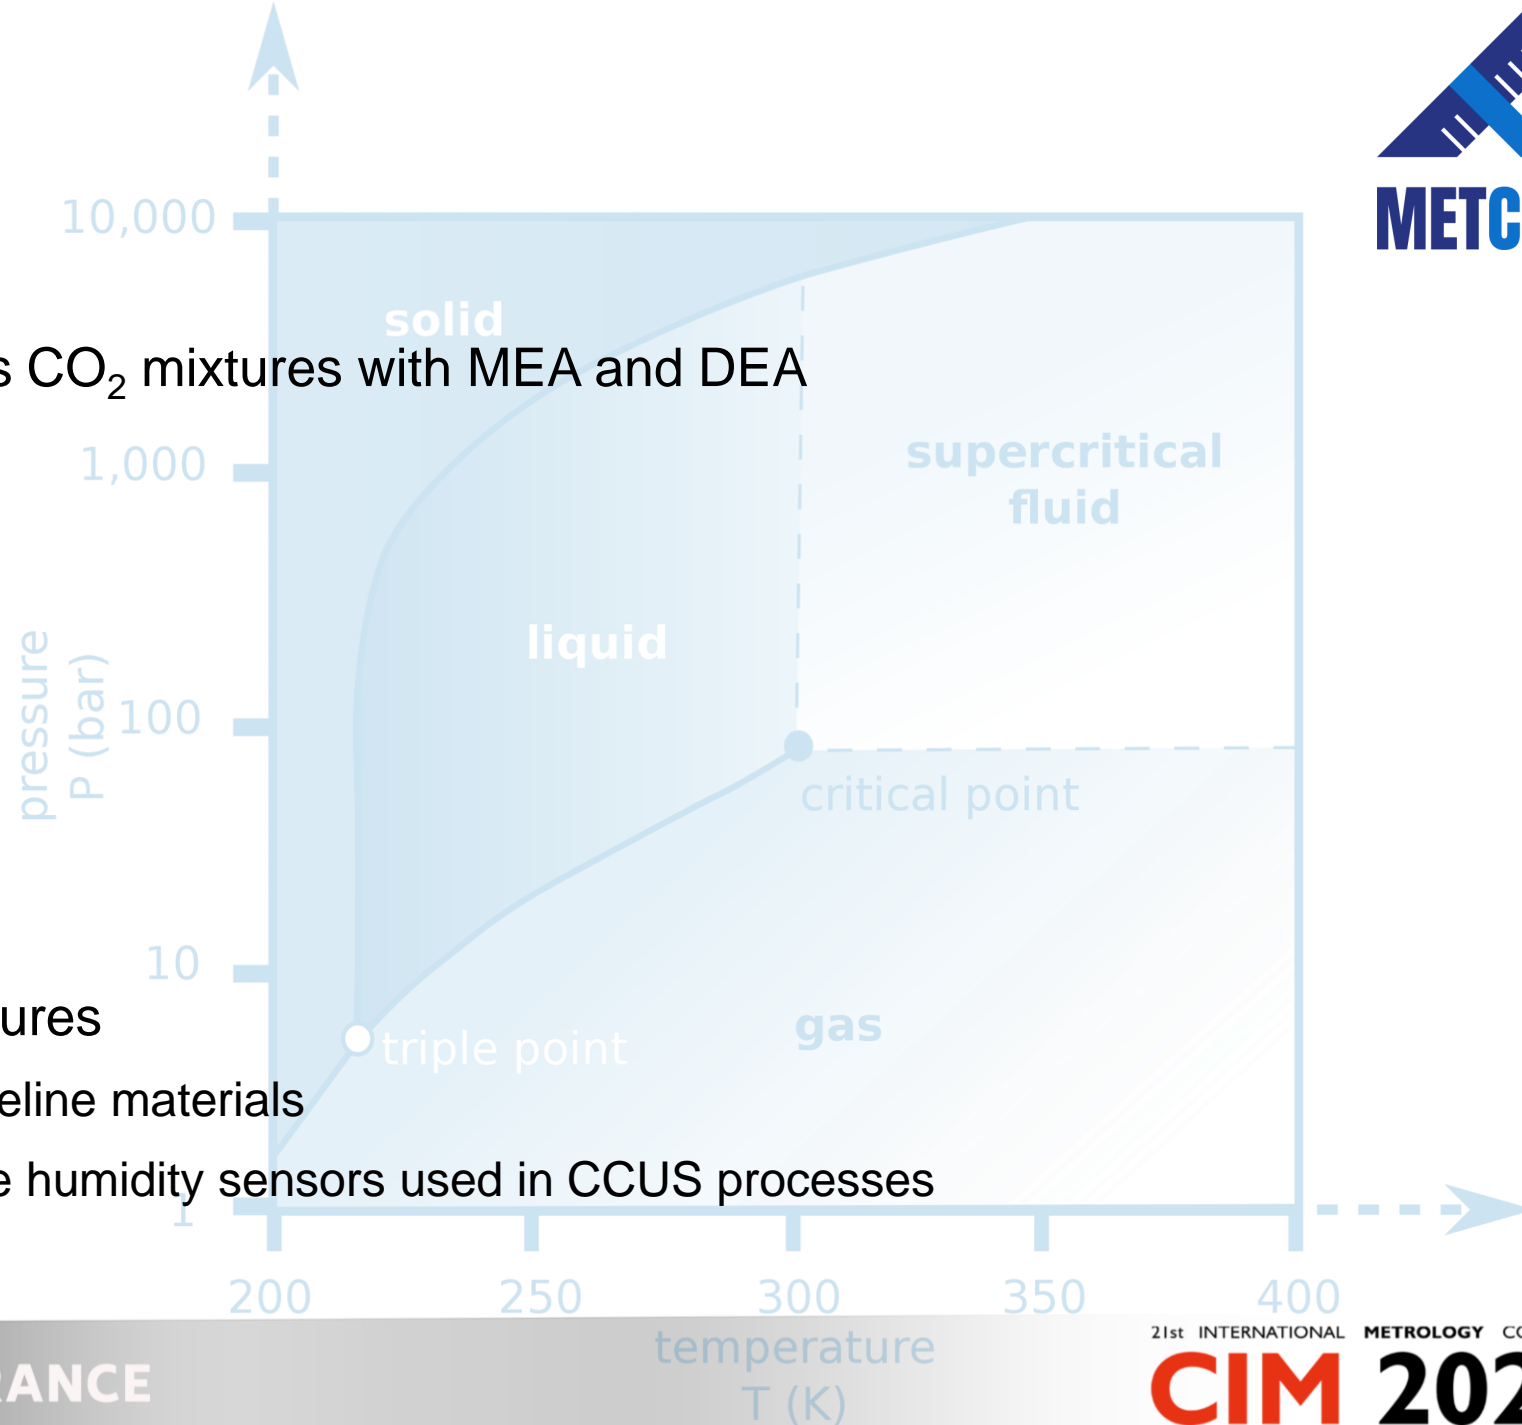 METC
10,000
solid
s CO₂ mixtures with MEA and DEA
1,000
supercritical
fluid
liquid
pressure
P (bar)
100
critical point
10
ures
triple point
gas
eline materials
e humidity sensors used in CCUS processes
1
200 250 300 350 400
temperature
T (K)
RANCE
21st INTERNATIONAL METROLOGY CO
CIM 202